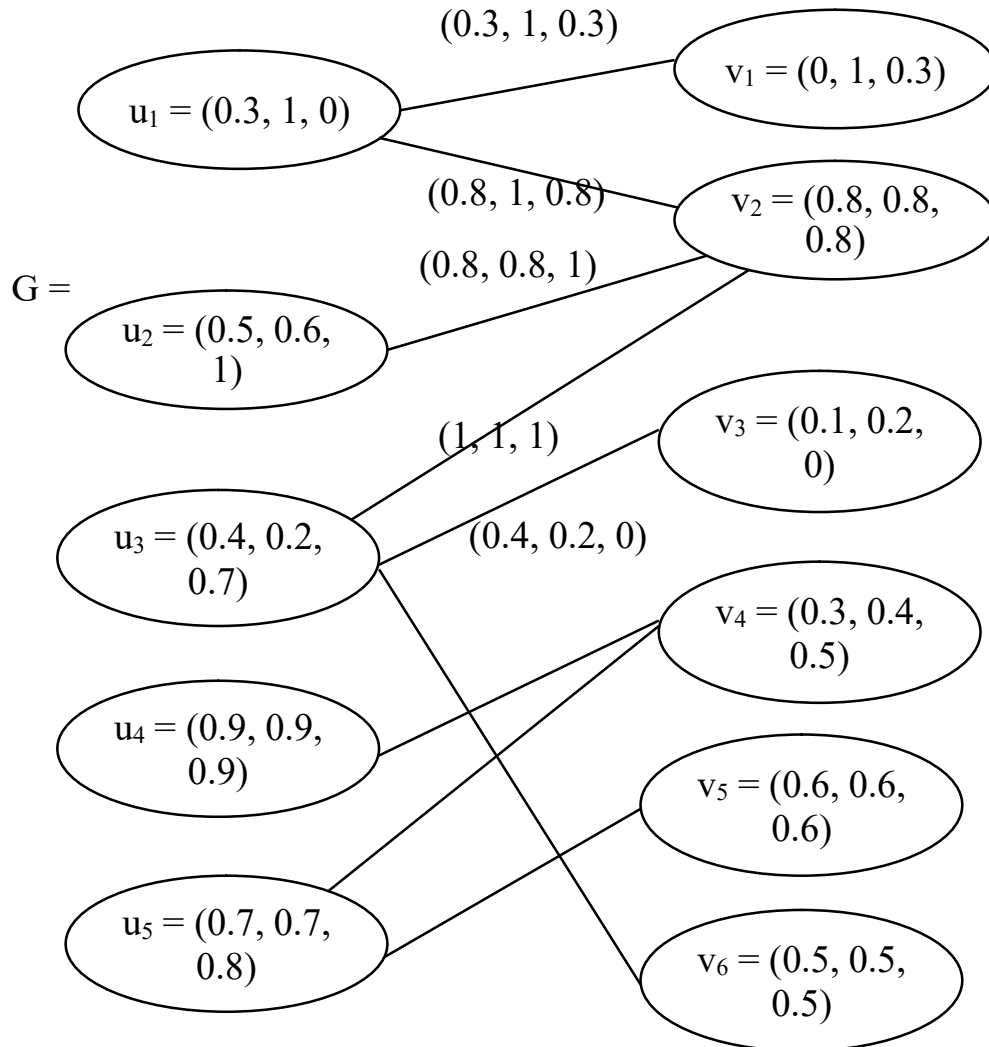 (0.3, 1, 0.3)
v₁ = (0, 1, 0.3)
u₁ = (0.3, 1, 0)
(0.8, 1, 0.8)
v₂ = (0.8, 0.8,
0.8)
(0.8, 0.8, 1)
G =
u₂ = (0.5, 0.6,
1)
(1, 1, 1)
v₃ = (0.1, 0.2,
0)
u₃ = (0.4, 0.2,
0.7)
(0.4, 0.2, 0)
v₄ = (0.3, 0.4,
0.5)
u₄ = (0.9, 0.9,
0.9)
v₅ = (0.6, 0.6,
0.6)
u₅ = (0.7, 0.7,
0.8)
v₆ = (0.5, 0.5,
0.5)